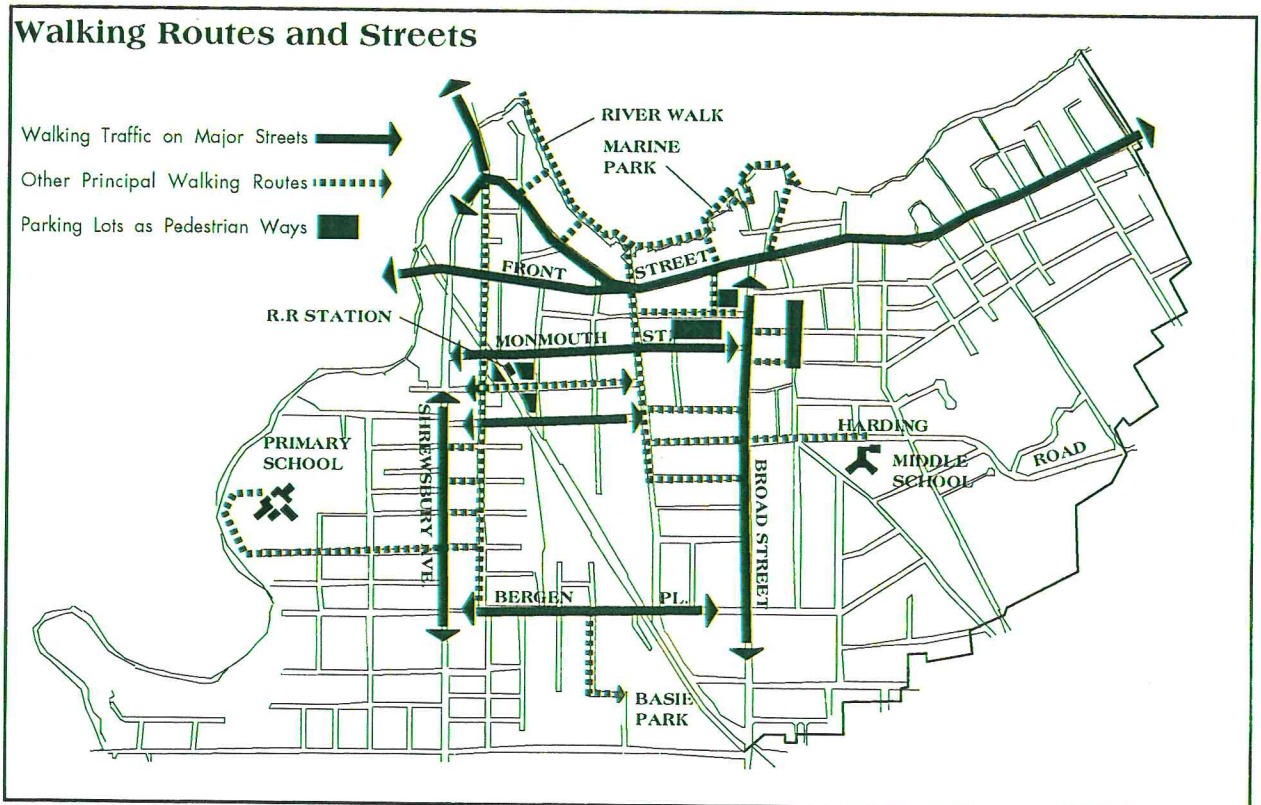 Walking Routes and Streets
Walking Traffic on Major Streets
Other Principal Walking Routes
Parking Lots as Pedestrian Ways
RIVER WALK
MARINE
PARK
FRONT STREET
R.R STATION
MONMOUTH ST.
PRIMARY
SCHOOL
SHREWSBURY AVE.
HARDING ROAD
MIDDLE
SCHOOL
BROAD STREET
BERGEN PL.
BASIE
PARK